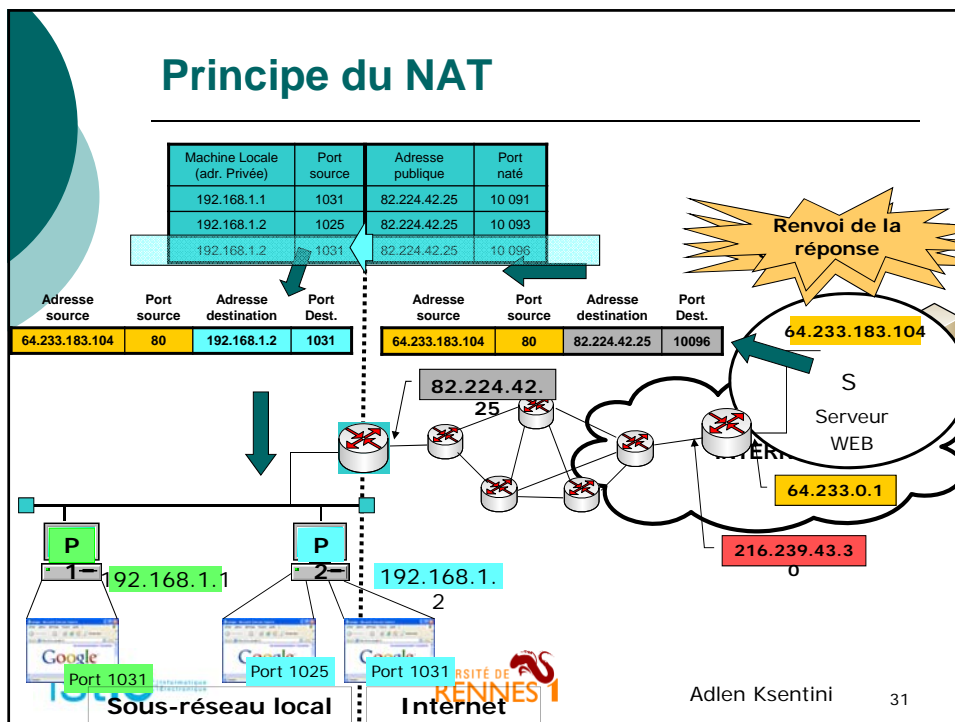 Principe du NAT
Machine Locale (adr. Privée) Port source Adresse publique Port naté
192.168.1.1 1031 82.224.42.25 10 091
192.168.1.2 1025 82.224.42.25 10 093
192.168.1.2 1031 82.224.42.25 10 096
Renvoi de la
réponse
Adresse source Port source Adresse destination Port Dest.
64.233.183.104 80 192.168.1.2 1031
Adresse source Port source Adresse destination Port Dest.
64.233.183.104 80 82.224.42.25 10096
64.233.183.104
S
Serveur
WEB
82.224.42.
25
64.233.0.1
216.239.43.3
0
P
1
192.168.1.1
P
2
192.168.1.
2
Google
Port 1031
Google
Port 1025
Google
Port 1031
RENNES 1
Sous-réseau local
Internet
Adlen Ksentini
31